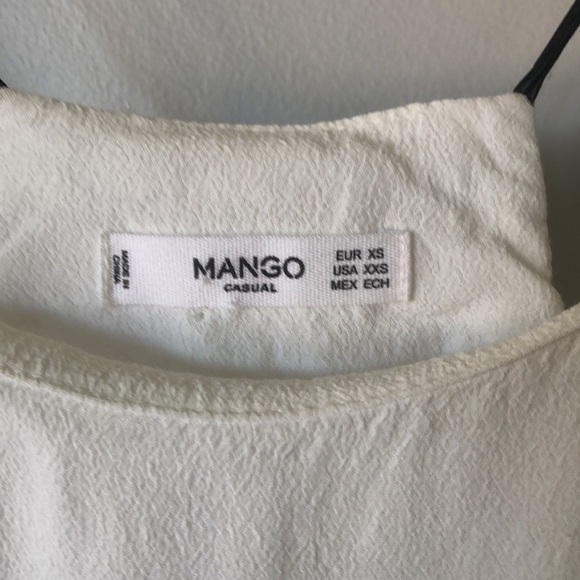 MADE IN
CHINA
MANGO
CASUAL
EUR XS
USA XXS
MEX ECH